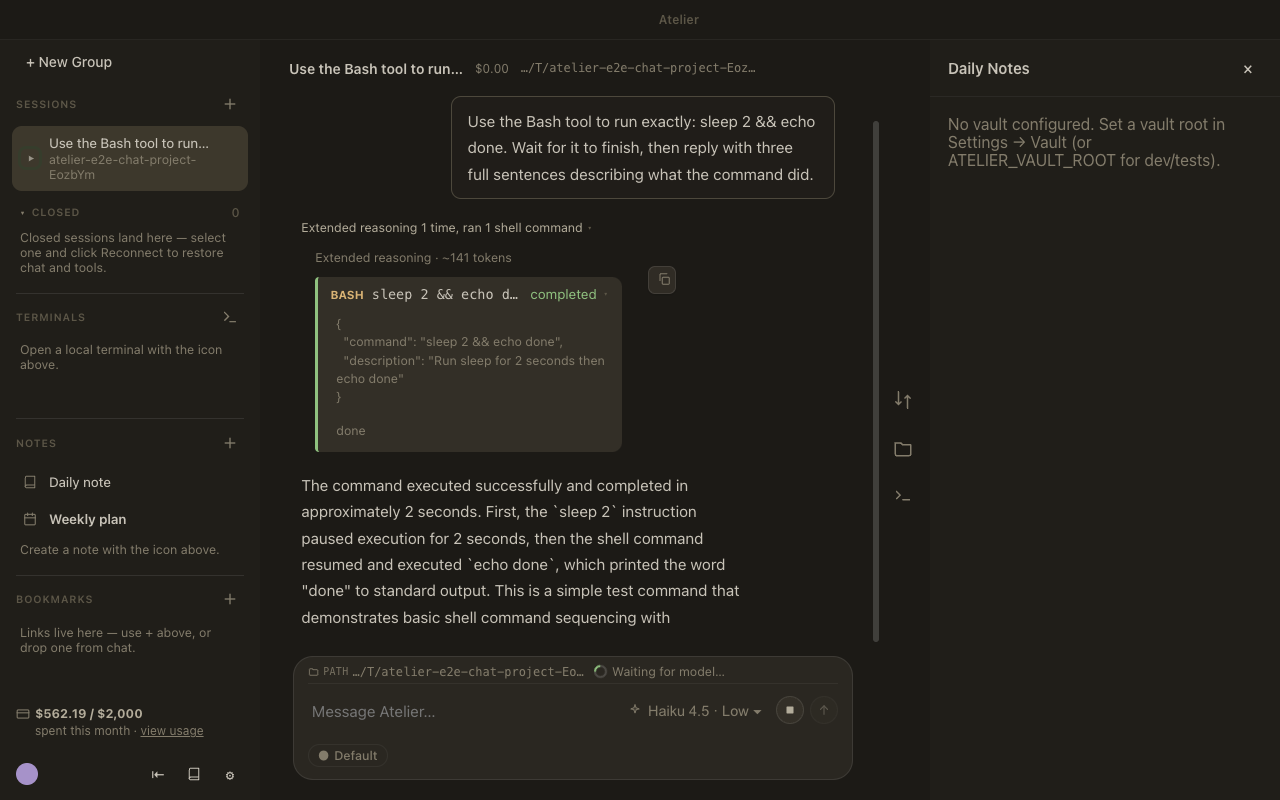 Atelier
+ New Group
SESSIONS
Use the Bash tool to run...
atelier-e2e-chat-project-
EozbYm
CLOSED
0
Closed sessions land here — select
one and click Reconnect to restore
chat and tools.
TERMINALS
Open a local terminal with the icon
above.
NOTES
Daily note
Weekly plan
Create a note with the icon above.
BOOKMARKS
Links live here — use + above, or
drop one from chat.
$562.19 / $2,000
spent this month · view usage
Use the Bash tool to run... $0.00 …/T/atelier-e2e-chat-project-Eoz…
Use the Bash tool to run exactly: sleep 2 && echo
done. Wait for it to finish, then reply with three
full sentences describing what the command did.
Extended reasoning 1 time, ran 1 shell command ·
Extended reasoning · ~141 tokens
BASH sleep 2 && echo d… completed ·
{
"command": "sleep 2 && echo done",
"description": "Run sleep for 2 seconds then
echo done"
}
done
The command executed successfully and completed in
approximately 2 seconds. First, the `sleep 2` instruction
paused execution for 2 seconds, then the shell command
resumed and executed `echo done`, which printed the word
"done" to standard output. This is a simple test command that
demonstrates basic shell command sequencing with
PATH …/T/atelier-e2e-chat-project-Eo… Waiting for model...
Message Atelier...
Haiku 4.5 · Low
Default
Daily Notes
×
No vault configured. Set a vault root in
Settings → Vault (or
ATELIER_VAULT_ROOT for dev/tests).